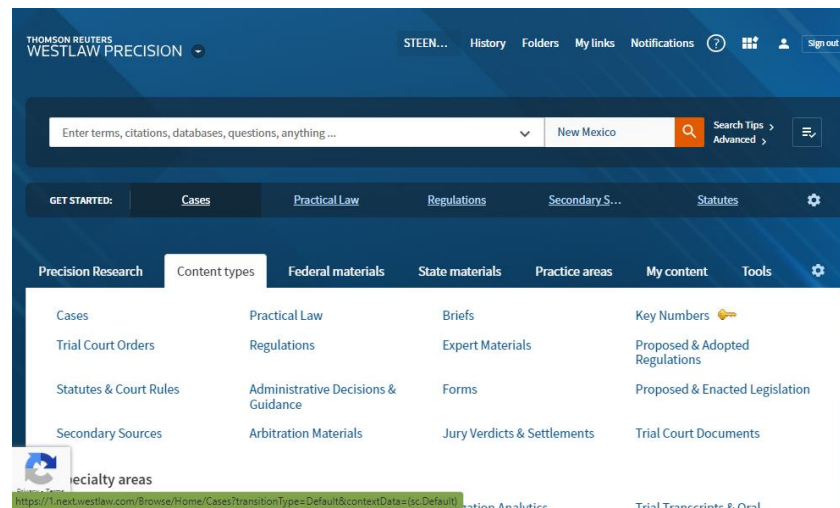 THOMSON REUTERS
WESTLAW PRECISION
STEEN... History Folders My links Notifications ? Sign out
Enter terms, citations, databases, questions, anything ... New Mexico
Search Tips >
Advanced >
GET STARTED: Cases Practical Law Regulations Secondary S... Statutes
Precision Research Content types Federal materials State materials Practice areas My content Tools
Cases Practical Law Briefs Key Numbers
Trial Court Orders Regulations Expert Materials Proposed & Adopted
Regulations
Statutes & Court Rules Administrative Decisions & Forms Proposed & Enacted Legislation
Guidance
Secondary Sources Arbitration Materials Jury Verdicts & Settlements Trial Court Documents
ecialty areas
https://1.next.westlaw.com/Browse/Home/Cases?transitionType=Default&contextData=(sc.Default) Analytics Trial Transcripts & Oral